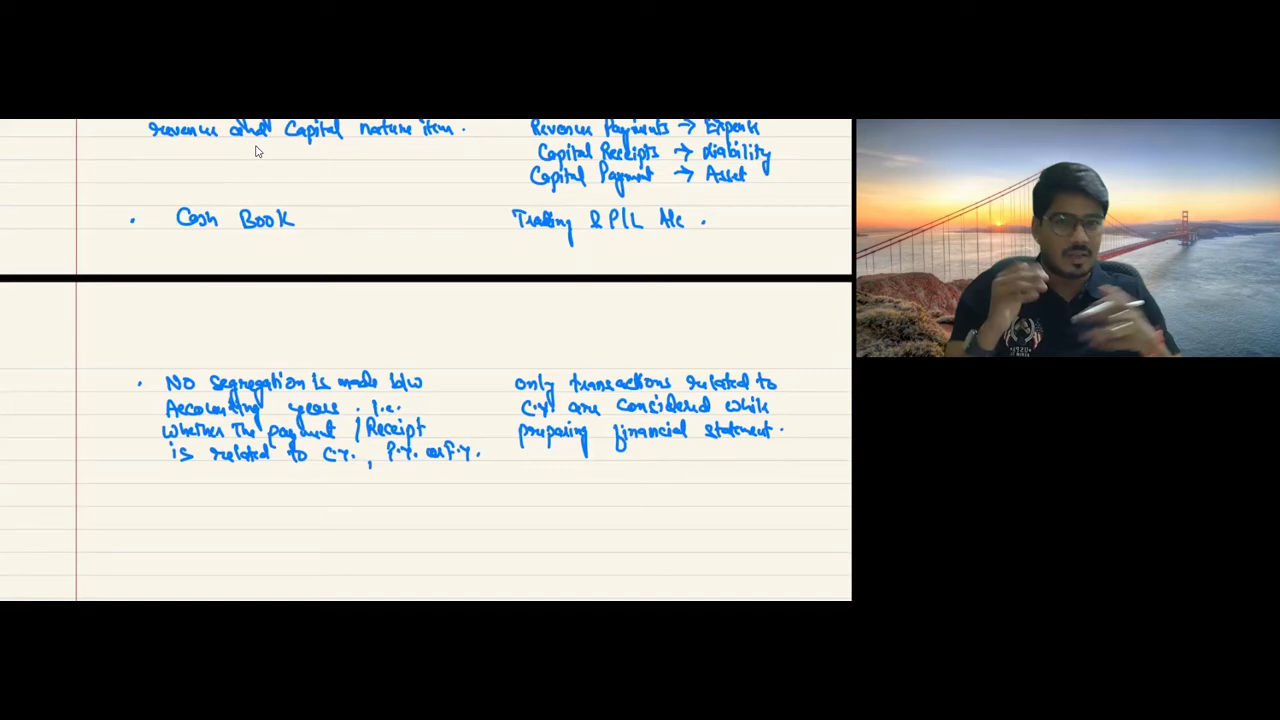 revenue and Capital nature item.
Revenue Payments → Expense
Capital Receipts → Liability
Capital Payment → Asset
. Cash Book
Trading & P/L A/c .
. No segregation is made b/w
Accounting years. i.e.
whether the payment / Receipt
is related to C.Y. , P.Y. or F.Y.
only transactions related to
C.Y. are considered while
preparing financial statement.